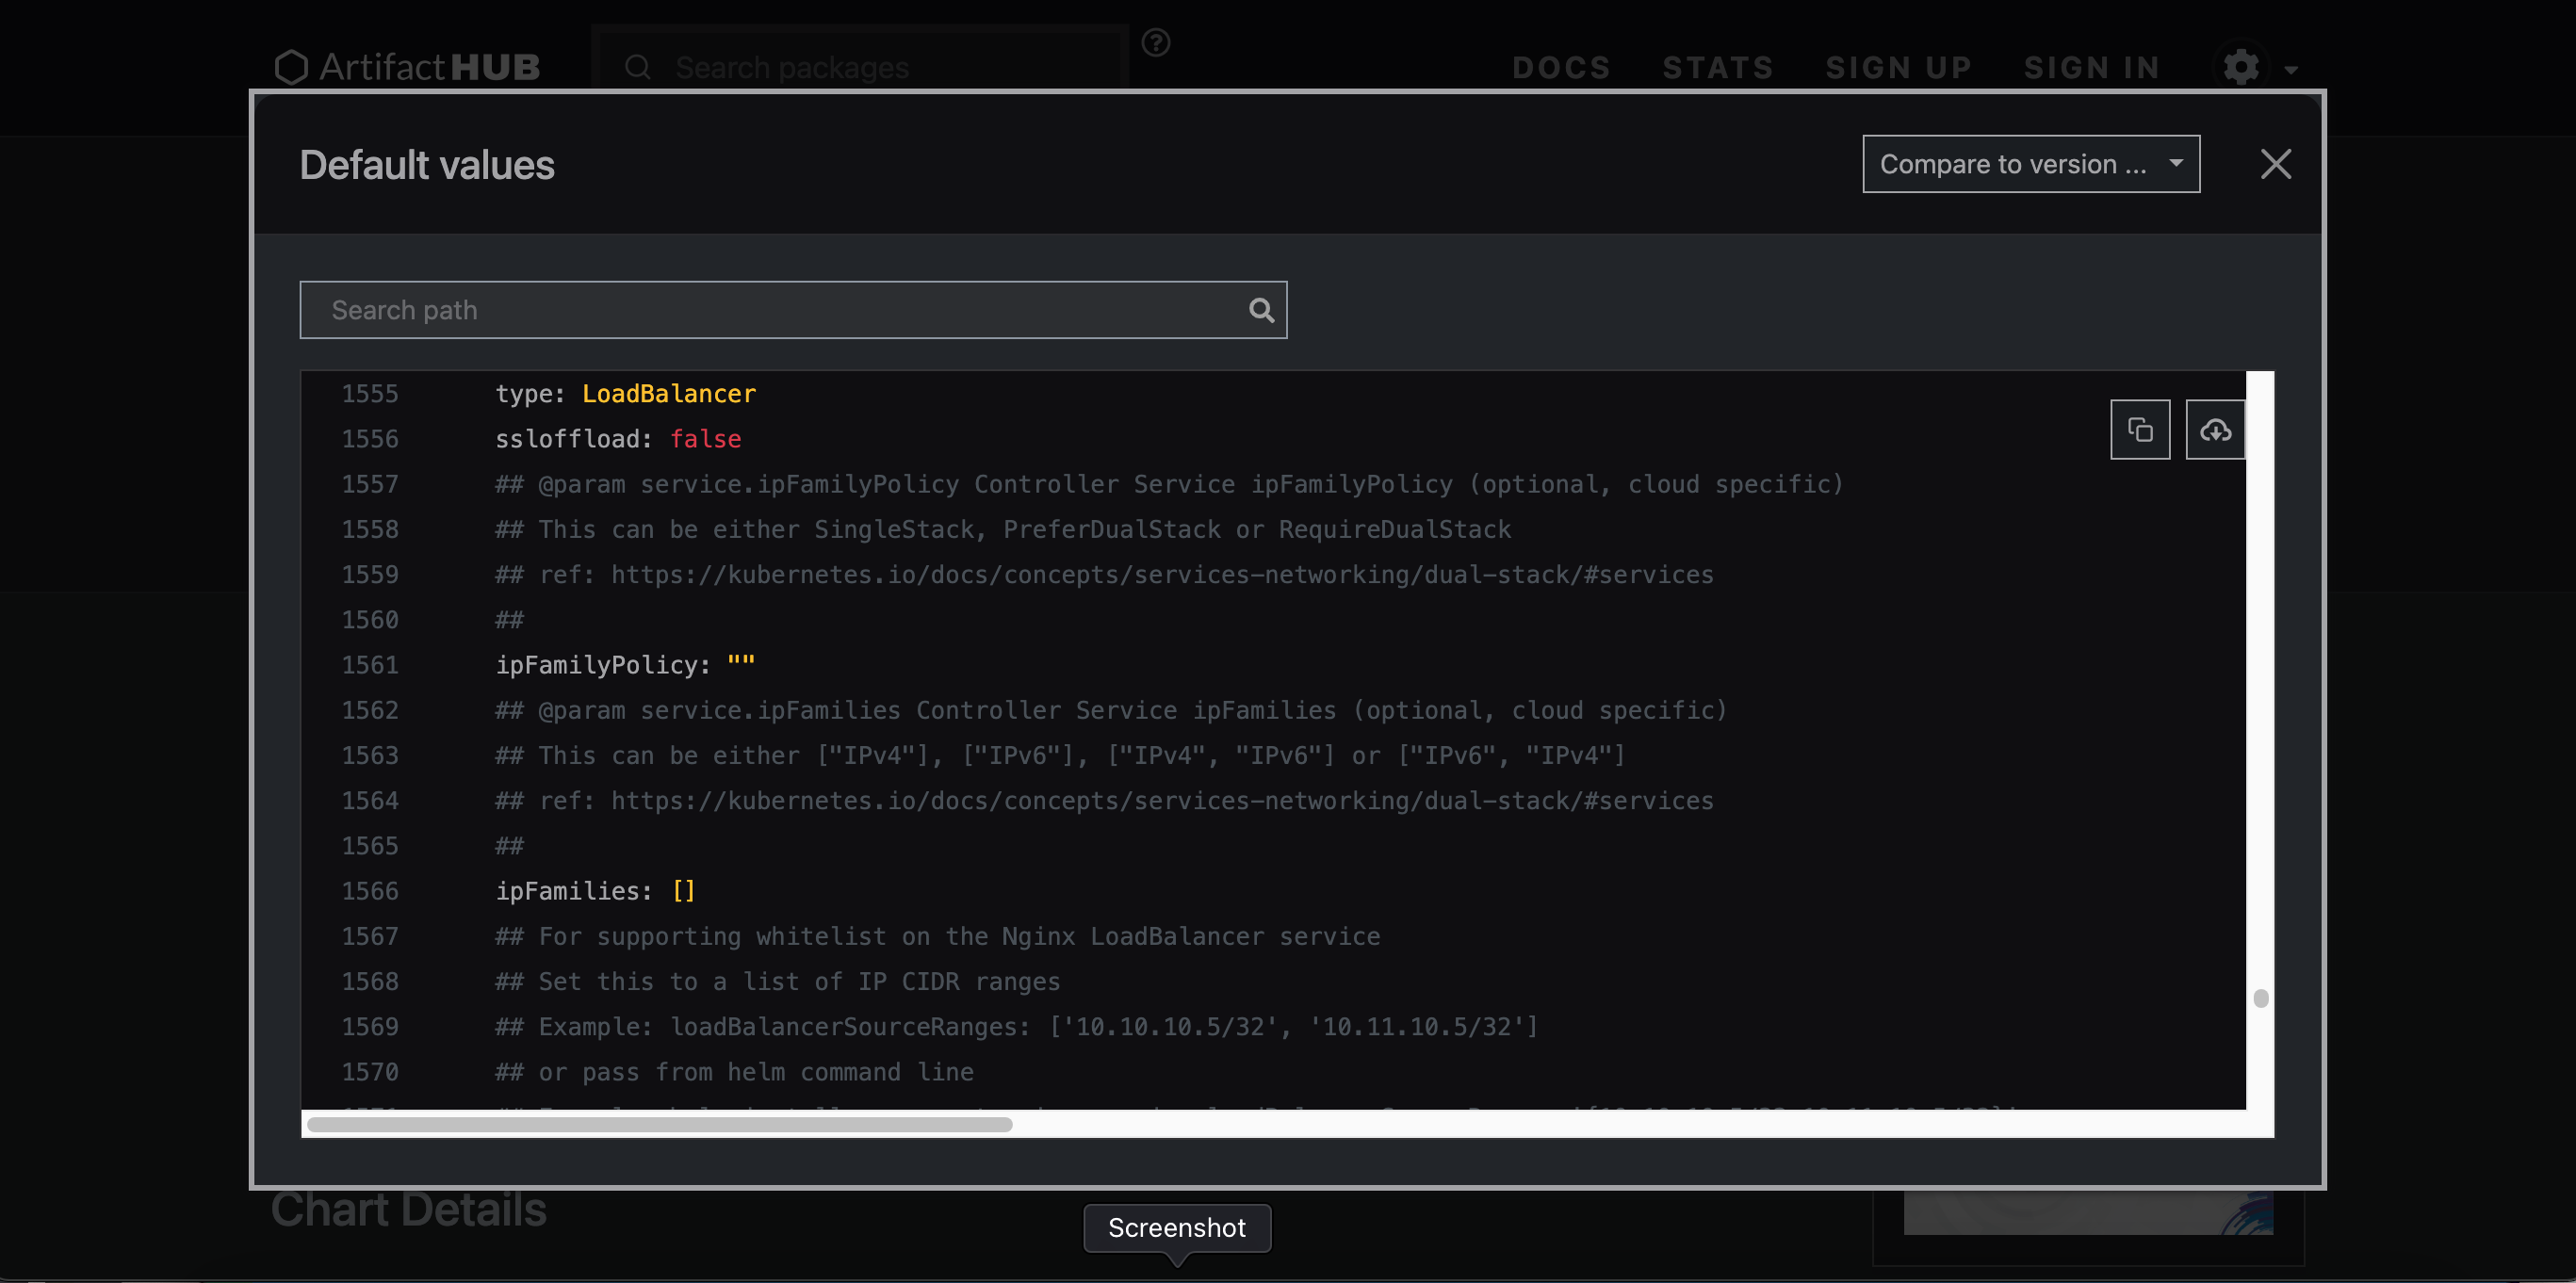 ArtifactHUB
Search packages
?
DOCS STATS SIGN UP SIGN IN
Default values
Compare to version ...
Search path
1555 type: LoadBalancer
1556 ssloffload: false
1557 ## @param service.ipFamilyPolicy Controller Service ipFamilyPolicy (optional, cloud specific)
1558 ## This can be either SingleStack, PreferDualStack or RequireDualStack
1559 ## ref: https://kubernetes.io/docs/concepts/services-networking/dual-stack/#services
1560 ##
1561 ipFamilyPolicy: ""
1562 ## @param service.ipFamilies Controller Service ipFamilies (optional, cloud specific)
1563 ## This can be either ["IPv4"], ["IPv6"], ["IPv4", "IPv6"] or ["IPv6", "IPv4"]
1564 ## ref: https://kubernetes.io/docs/concepts/services-networking/dual-stack/#services
1565 ##
1566 ipFamilies: []
1567 ## For supporting whitelist on the Nginx LoadBalancer service
1568 ## Set this to a list of IP CIDR ranges
1569 ## Example: loadBalancerSourceRanges: ['10.10.10.5/32', '10.11.10.5/32']
1570 ## or pass from helm command line
Chart Details
Screenshot